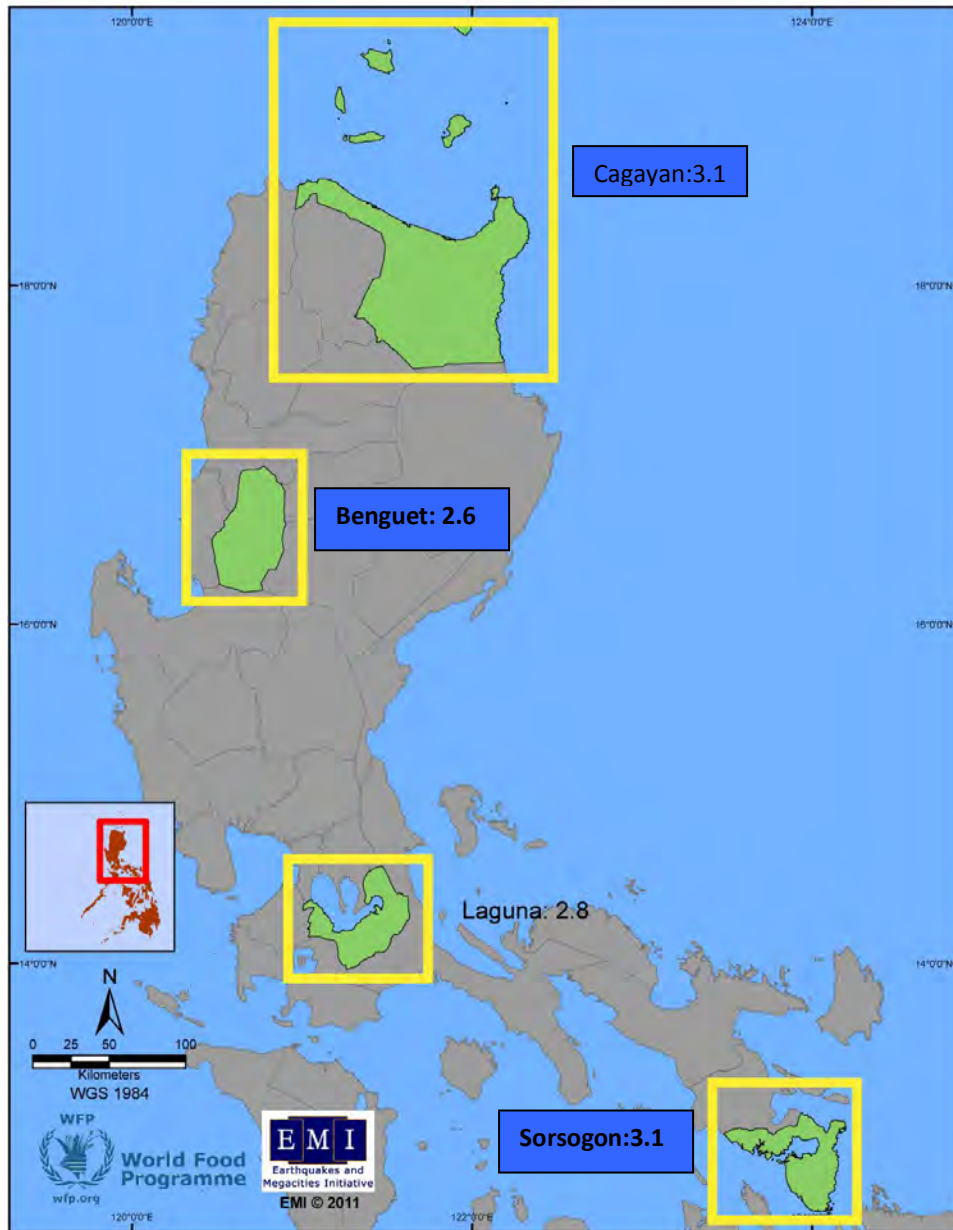 120°0'0"E
124°0'0"E
Cagayan:3.1
18°0'0"N
18°0'0"N
Benguet: 2.6
16°0'0"N
16°0'0"N
Laguna: 2.8
14°0'0"N
14°0'0"N
N
0 25 50 100
Kilometers
WGS 1984
WFP
World Food
Programme
wfp.org
EMI
Earthquakes and
Megacities Initiative
EMI © 2011
Sorsogon:3.1
120°0'0"E
122°0'0"E